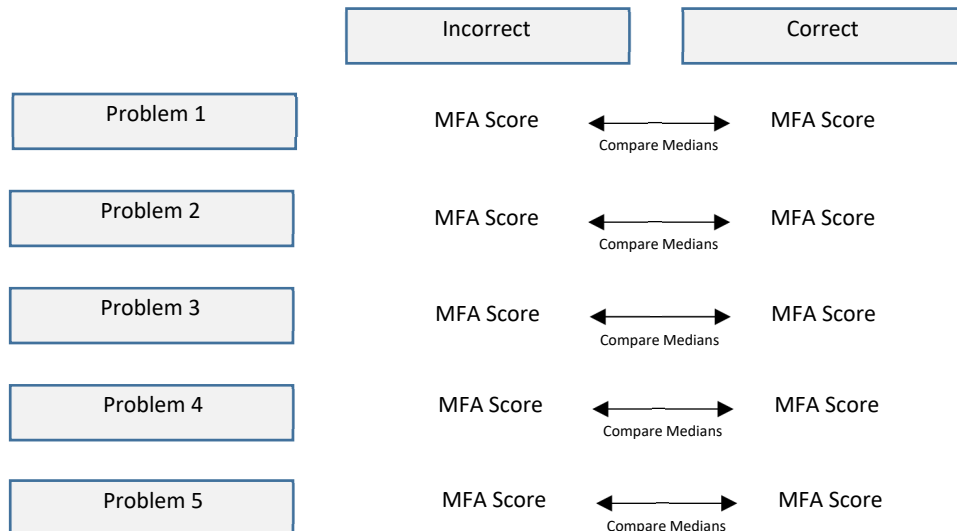 Incorrect Correct
Problem 1 MFA Score MFA Score
Compare Medians
Problem 2 MFA Score MFA Score
Compare Medians
Problem 3 MFA Score MFA Score
Compare Medians
Problem 4 MFA Score MFA Score
Compare Medians
Problem 5 MFA Score MFA Score
Compare Medians